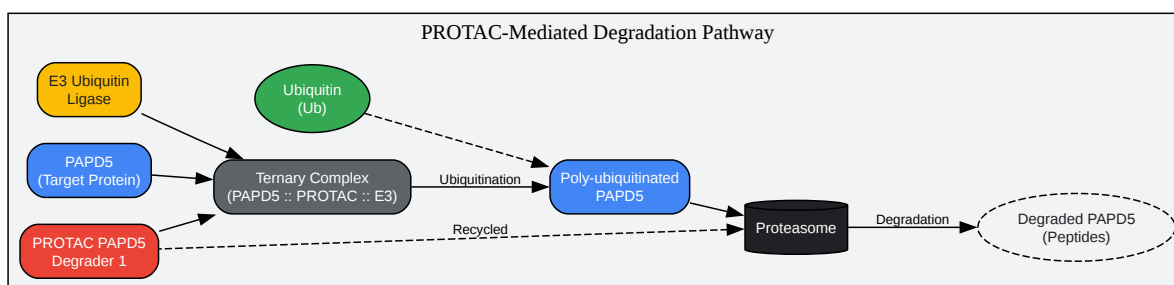 PROTAC-Mediated Degradation Pathway
E3 Ubiquitin
Ligase
Ubiquitin
(Ub)
PAPD5
(Target Protein)
Ternary Complex
(PAPD5 :: PROTAC :: E3)
Ubiquitination
Poly-ubiquitinated
PAPD5
PROTAC PAPD5
Degrader 1
Recycled
Proteasome
Degradation
Degraded PAPD5
(Peptides)